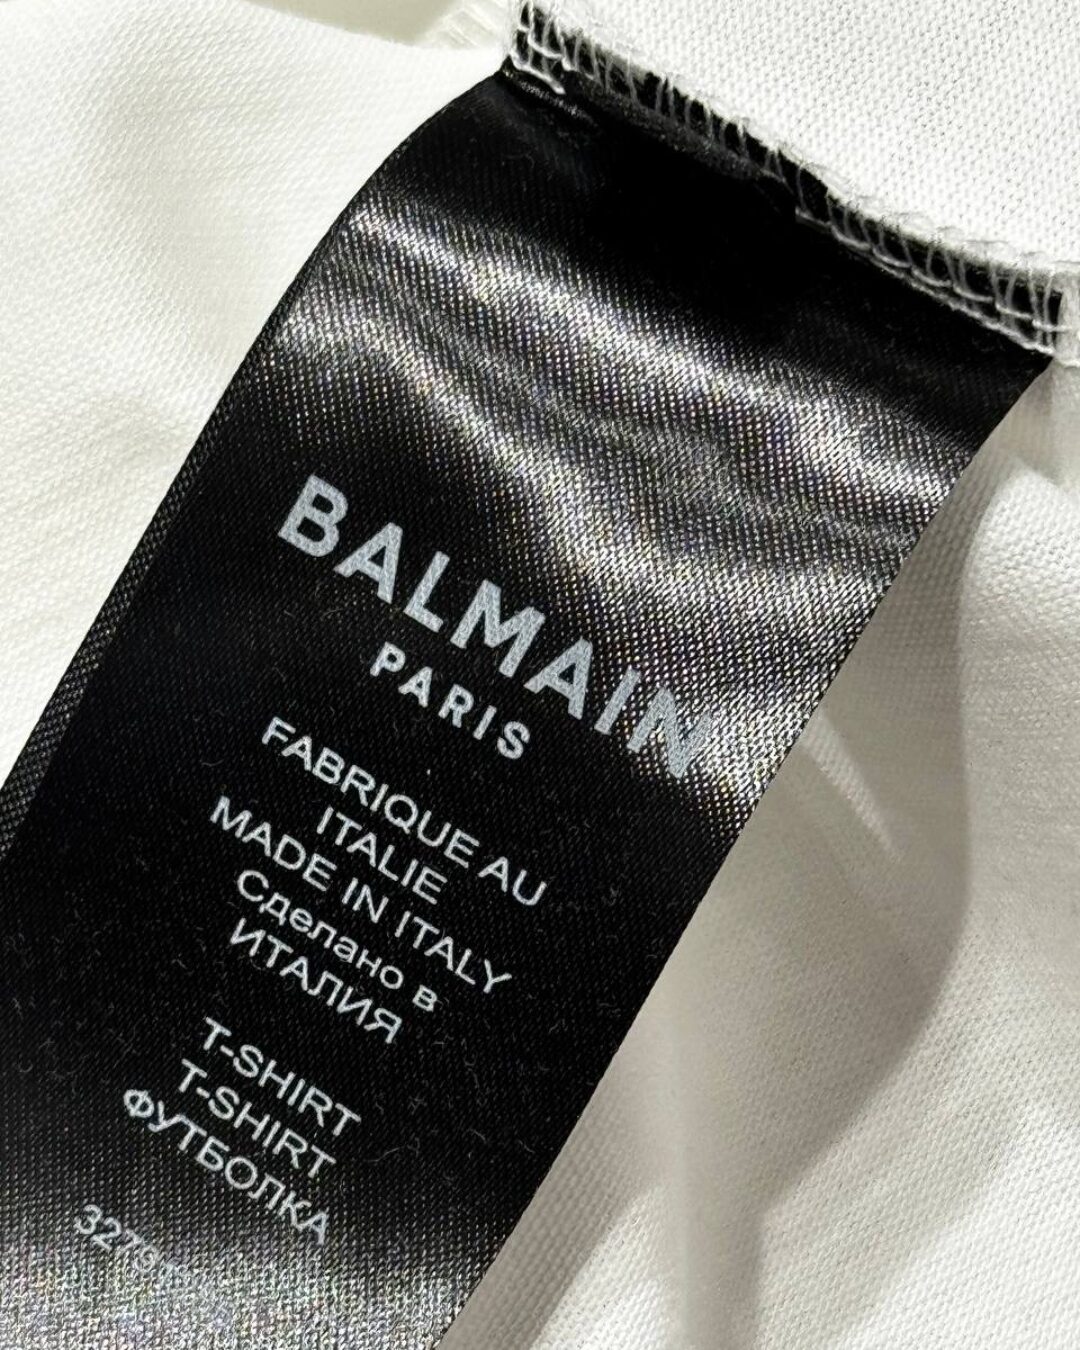 BALMAIN
PARIS
FABRIQUE AU
ITALIE
MADE IN ITALY
Сделано в
ИТАЛИЯ
T-SHIRT
T-SHIRT
ФУТБОЛКА